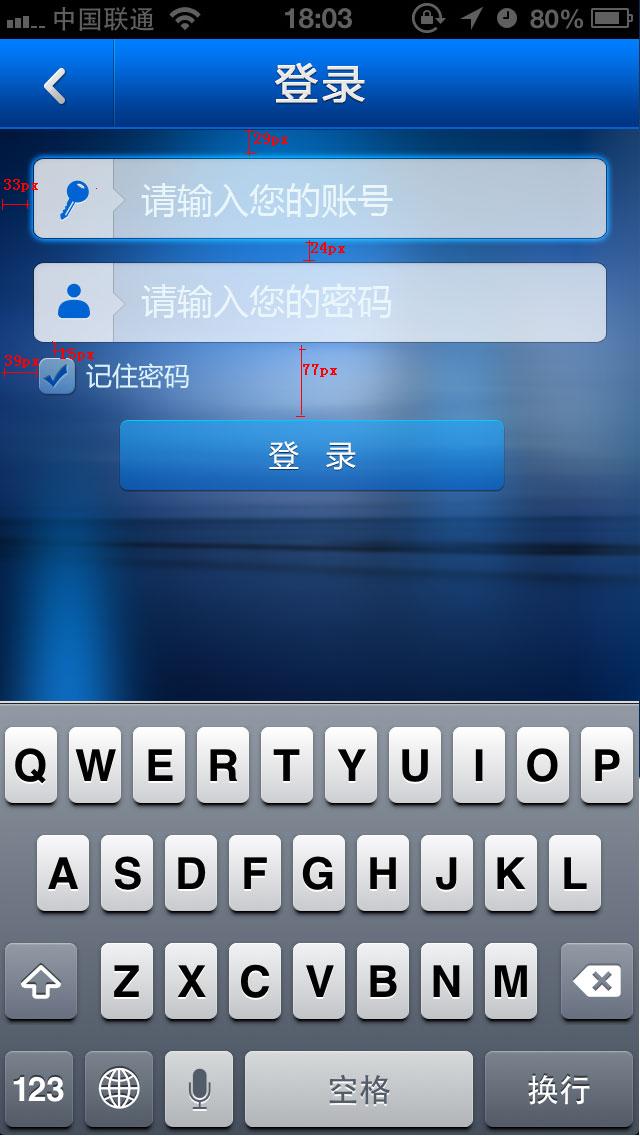 中国联通 18:03 80%
登录
29px
33px
请输入您的账号
24px
请输入您的密码
15px
39px
77px
记住密码
登 录
Q W E R T Y U I O P
A S D F G H J K L
Z X C V B N M
123 空格 换行